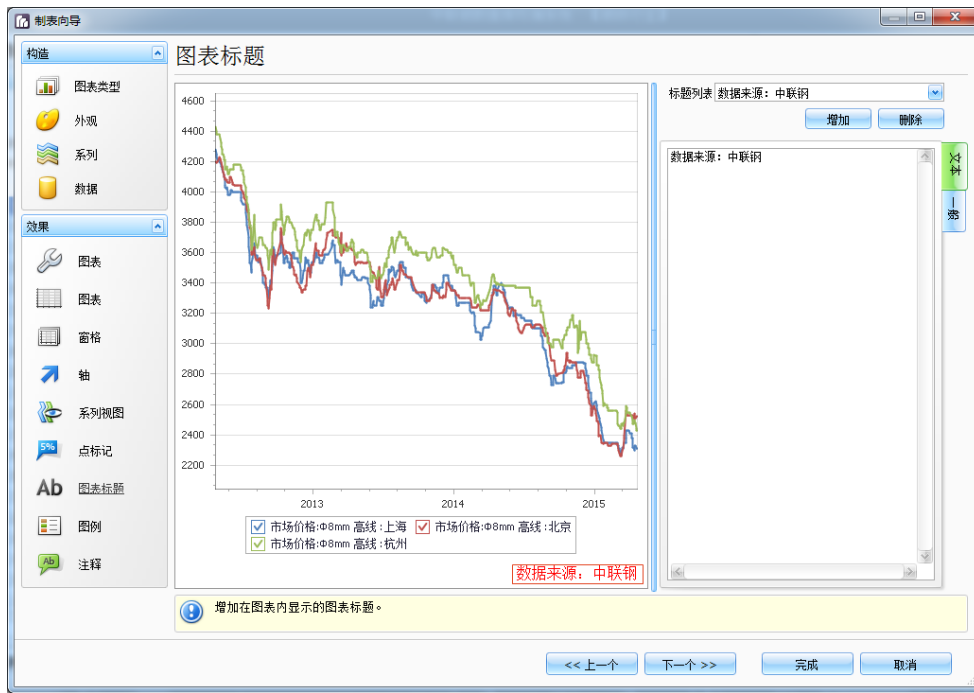 制表向导
构造
图表类型
外观
系列
数据
效果
图表
图表
窗格
轴
系列视图
5%
点标记
Ab
图表标题
图例
Ab
注释
图表标题
4600
4400
4200
4000
3800
3600
3400
3200
3000
2800
2600
2400
2200
2013 2014 2015
市场价格:Φ8mm 高线:上海 市场价格:Φ8mm 高线:北京
市场价格:Φ8mm 高线:杭州
数据来源：中联钢
标题列表 数据来源：中联钢
增加 删除
数据来源：中联钢
文本
一般
增加在图表内显示的图表标题。
<< 上一个 下一个 >> 完成 取消